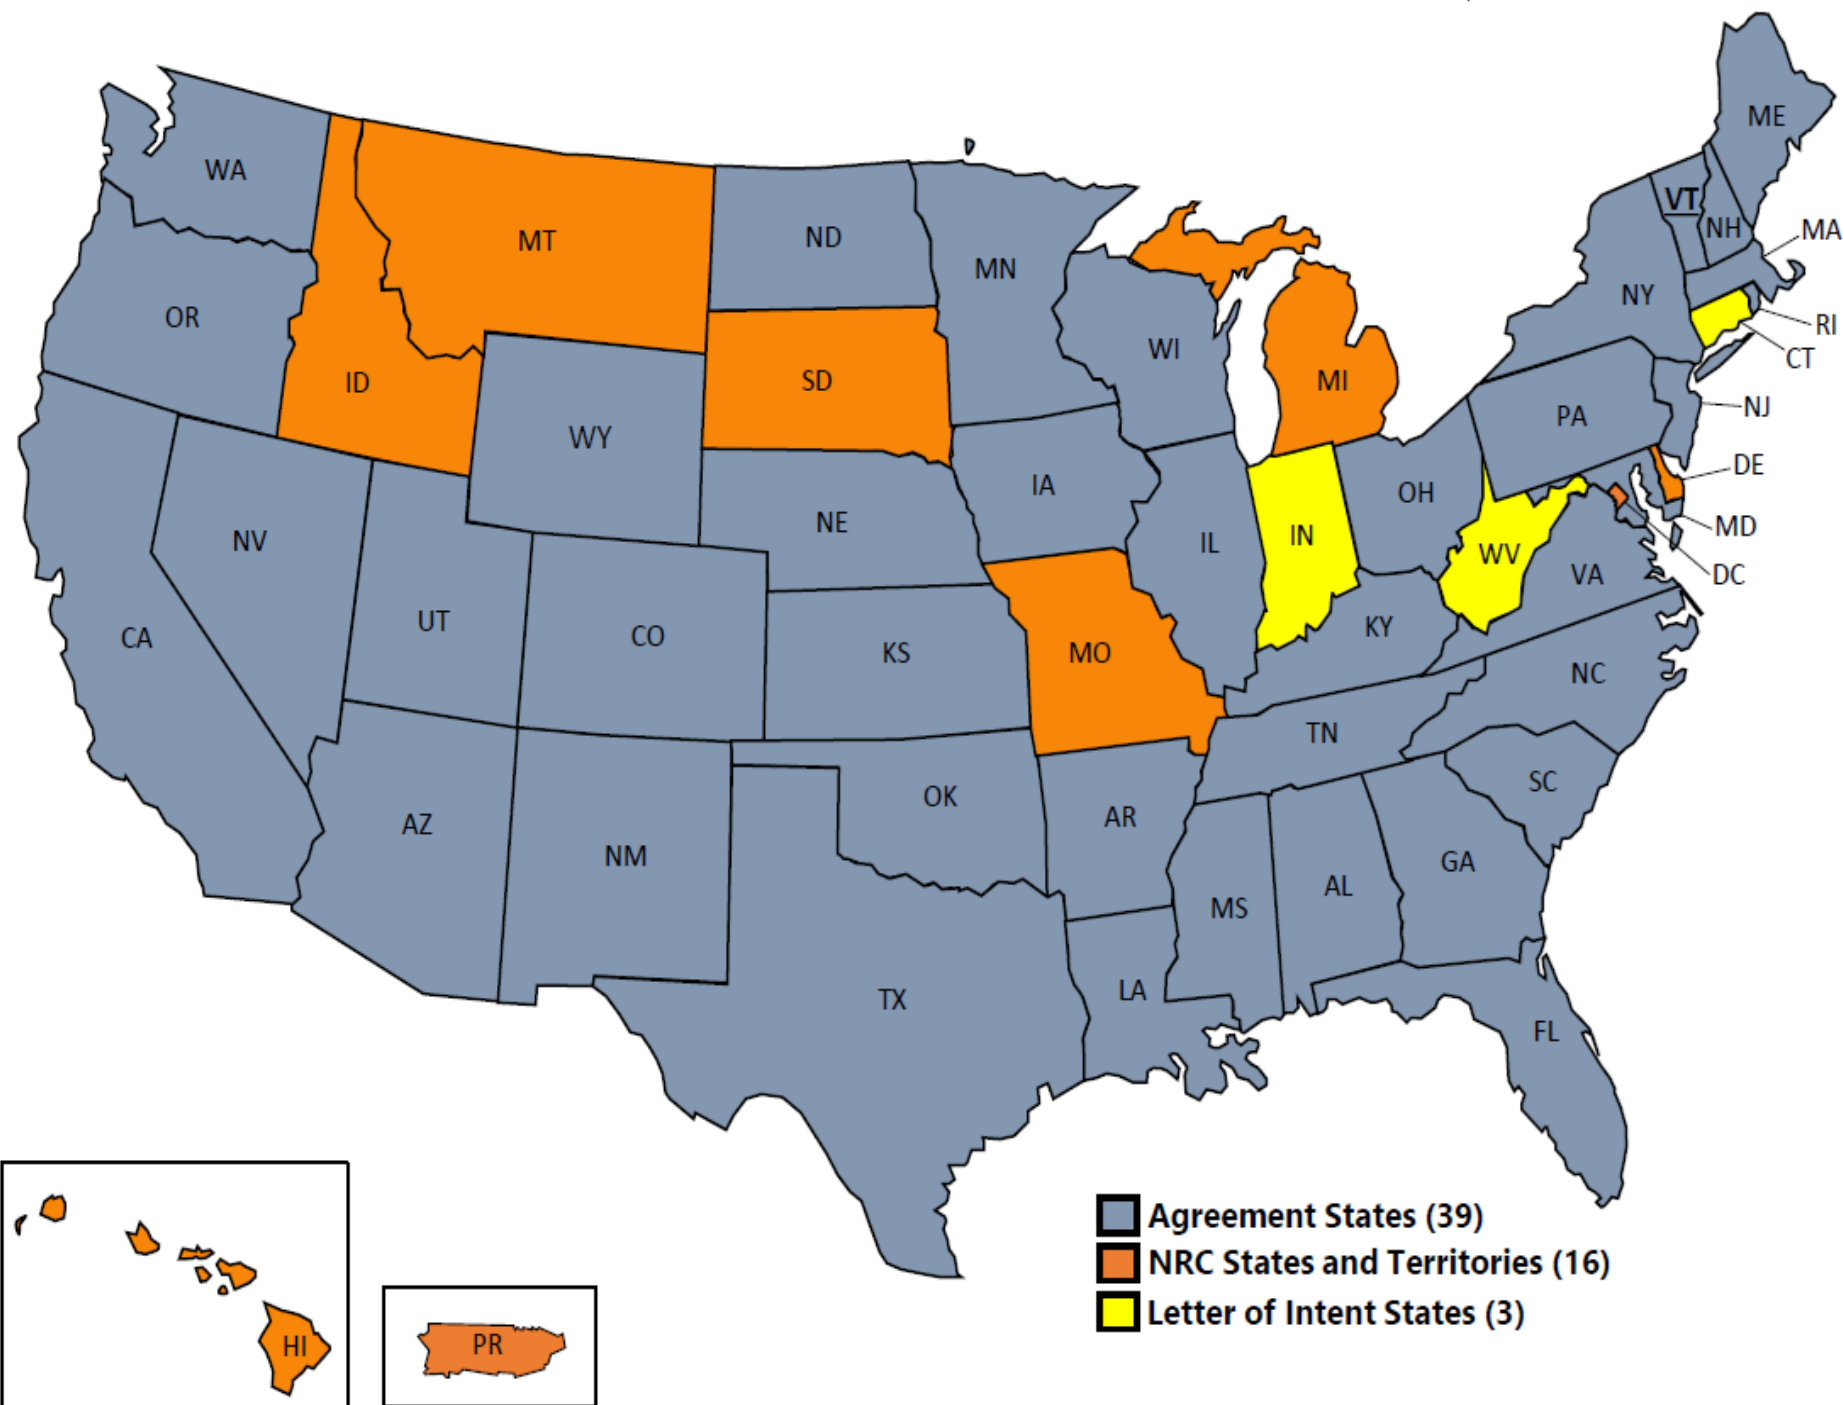 ME
WA
VT
NH
MA
MT
ND
MN
OR
NY
RI
WI
CT
ID
SD
MI
NJ
PA
WY
DE
IA
OH
NE
MD
NV
IN
IL
WV
VA
DC
UT
CO
KY
CA
KS
MO
NC
TN
OK
SC
AZ
AR
NM
GA
AL
MS
LA
TX
FL
Agreement States (39)
NRC States and Territories (16)
Letter of Intent States (3)
HI
PR